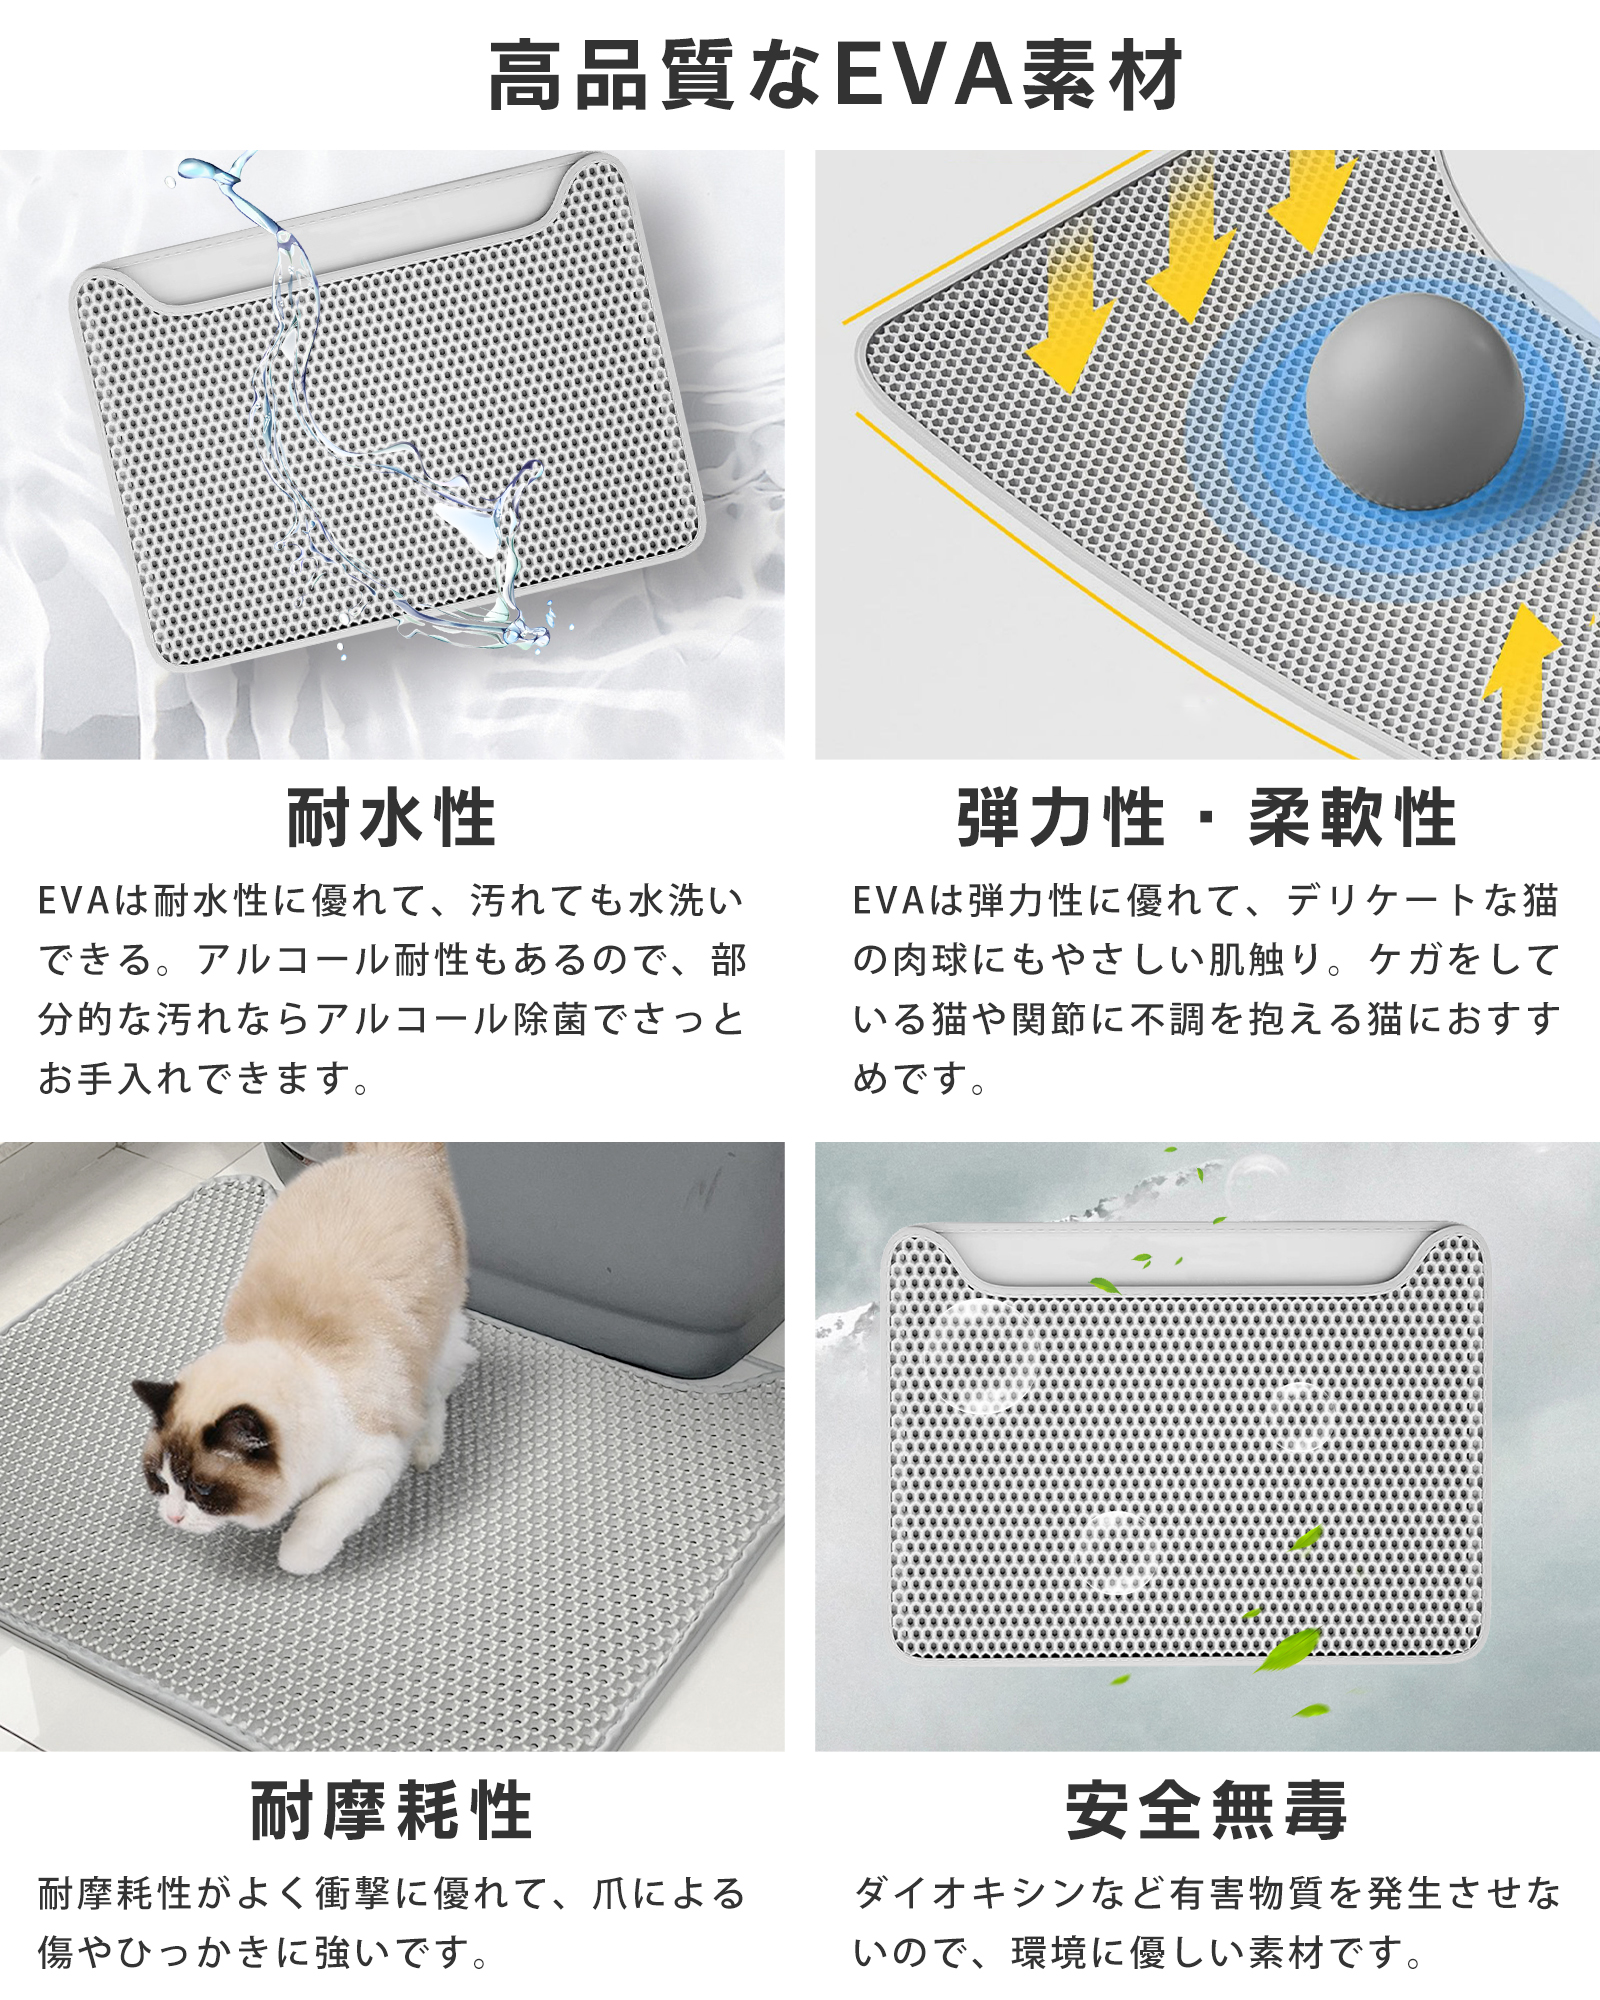 高品質なEVA素材
耐水性
EVAは耐水性に優れて、汚れても水洗い
できる。アルコール耐性もあるので、部
分的な汚れならアルコール除菌でさっと
お手入れできます。
弾力性・柔軟性
EVAは弾力性に優れて、デリケートな猫
の肉球にもやさしい肌触り。ケガをして
いる猫や関節に不調を抱える猫におすす
めです。
耐摩耗性
耐摩耗性がよく衝撃に優れて、爪による
傷やひっかきに強いです。
安全無毒
ダイオキシンなど有害物質を発生させな
いので、環境に優しい素材です。